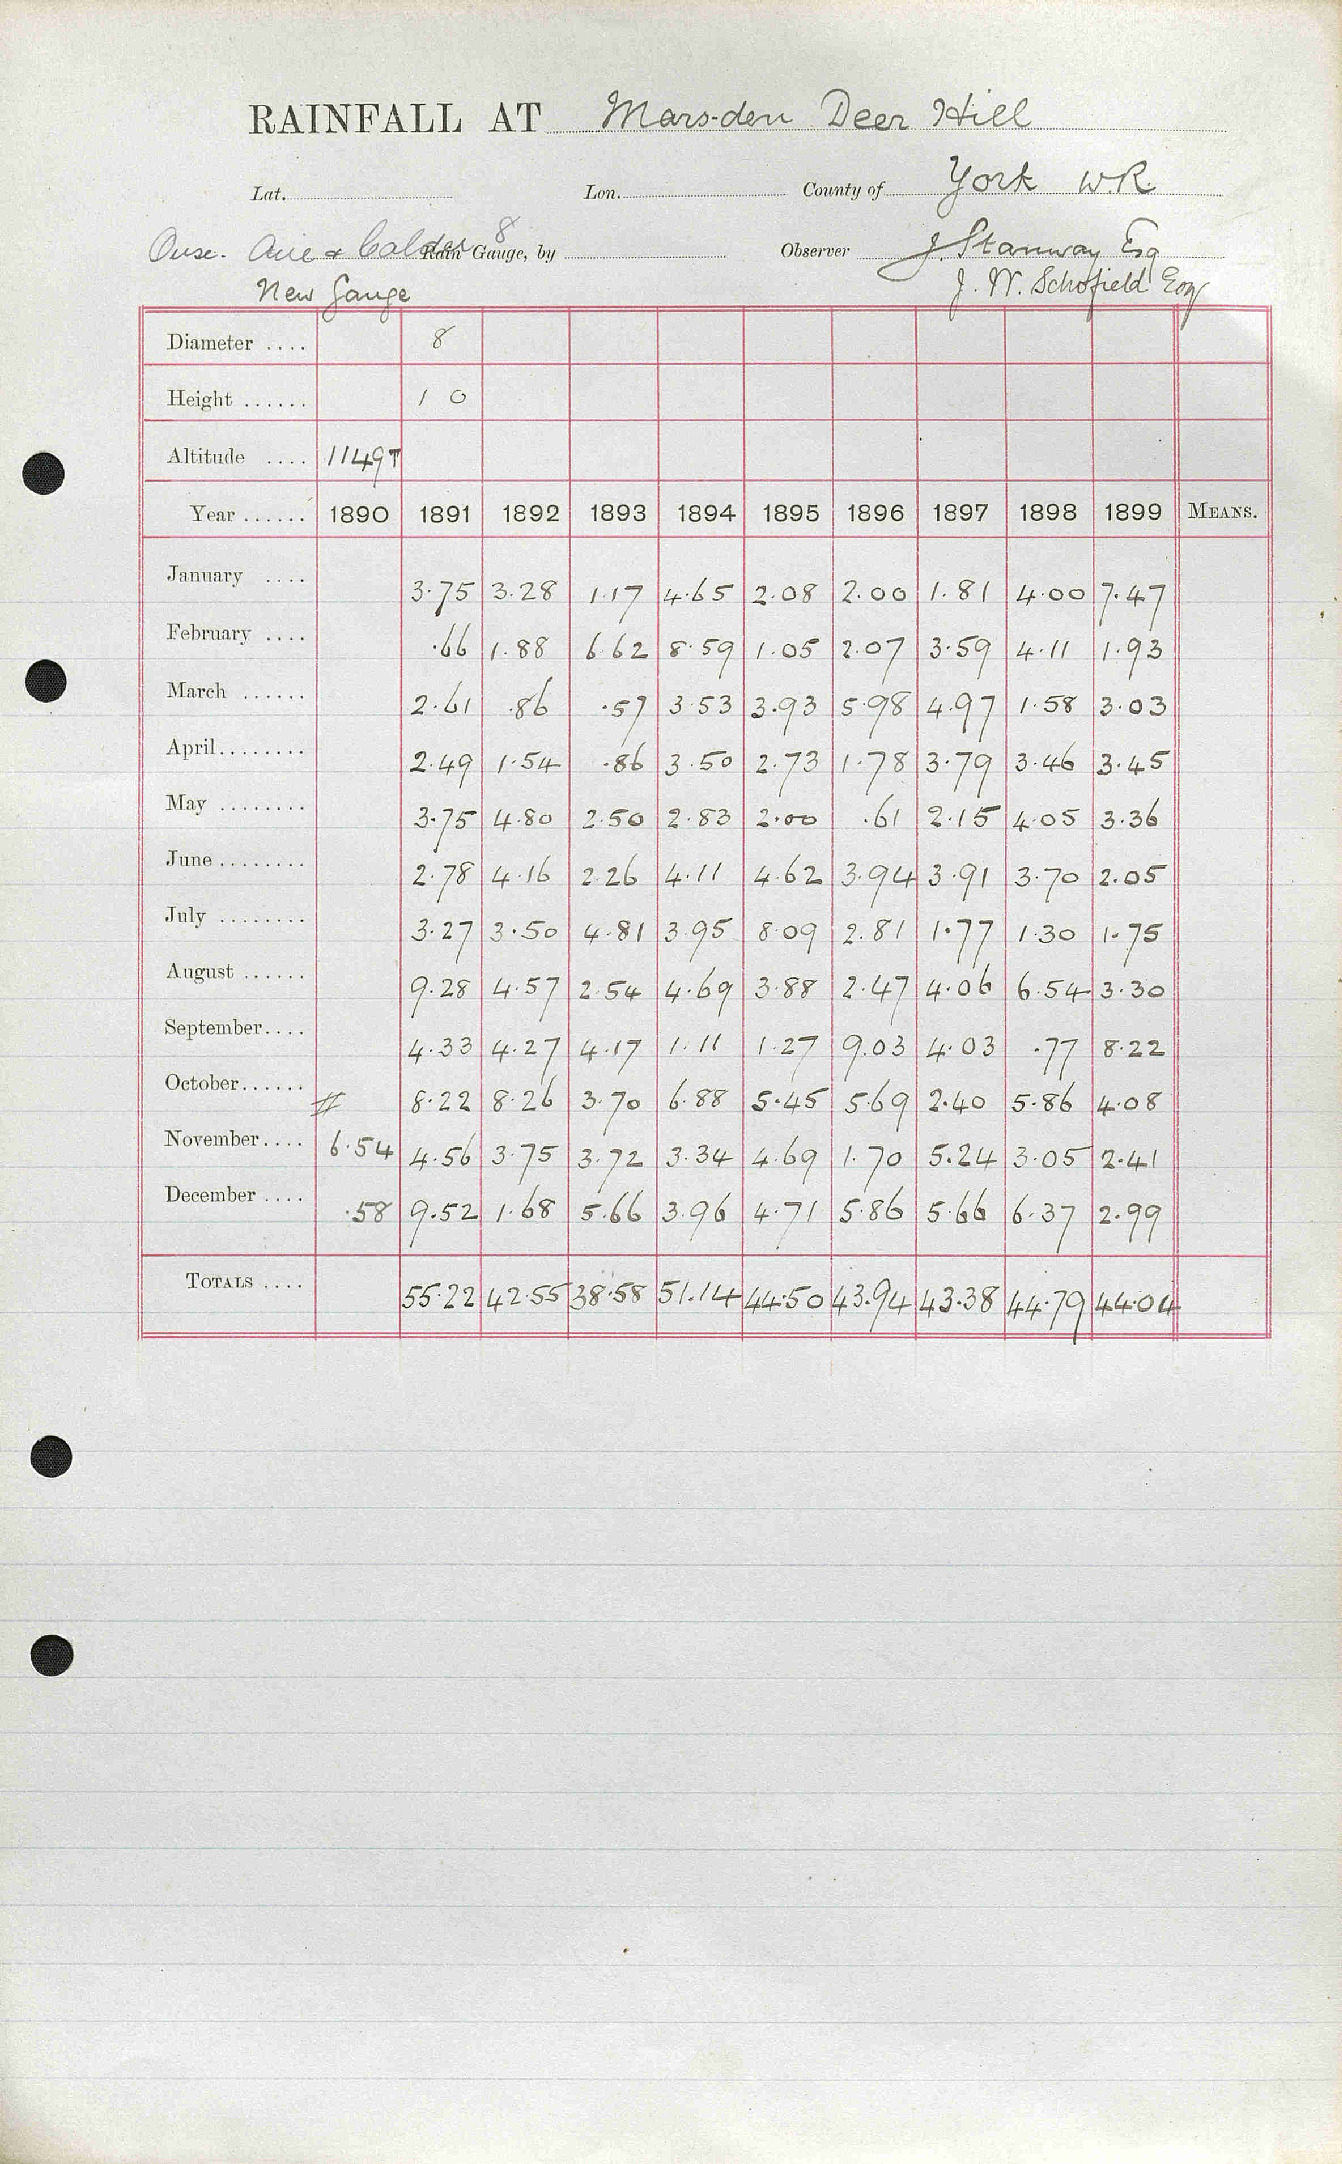 RAINFALL AT Marsden Deer Hill
Lat. Lon. County of York W.R.
Ouse. Aire & Calder 8 Rain Gauge, by Observer J. Stanway Esq
New Gauge J. W. Schofield Esq
Diameter .... 8
Height ...... 1 0
Altitude .... 1149T
Year ...... 1890 1891 1892 1893 1894 1895 1896 1897 1898 1899 MEANS.
January .... 3.75 3.28 1.17 4.65 2.08 2.00 1.81 4.00 7.47
February .... .66 1.88 6.62 8.59 1.05 2.07 3.59 4.11 1.93
March ...... 2.61 .86 .57 3.53 3.93 5.98 4.97 1.58 3.03
April........ 2.49 1.54 .86 3.50 2.73 1.78 3.79 3.46 3.45
May ........ 3.75 4.80 2.50 2.83 2.00 .61 2.15 4.05 3.36
June ........ 2.78 4.16 2.26 4.11 4.62 3.94 3.91 3.70 2.05
July ........ 3.27 3.50 4.81 3.95 8.09 2.81 1.77 1.30 1.75
August ...... 9.28 4.57 2.54 4.69 3.88 2.47 4.06 6.54 3.30
September.... 4.33 4.27 4.17 1.11 1.27 9.03 4.03 .77 8.22
October...... # 8.22 8.26 3.70 6.88 5.45 5.69 2.40 5.86 4.08
November.... 6.54 4.56 3.75 3.72 3.34 4.69 1.70 5.24 3.05 2.41
December .... .58 9.52 1.68 5.66 3.96 4.71 5.86 5.66 6.37 2.99
TOTALS .... 55.22 42.55 38.58 51.14 44.50 43.94 43.38 44.79 44.04